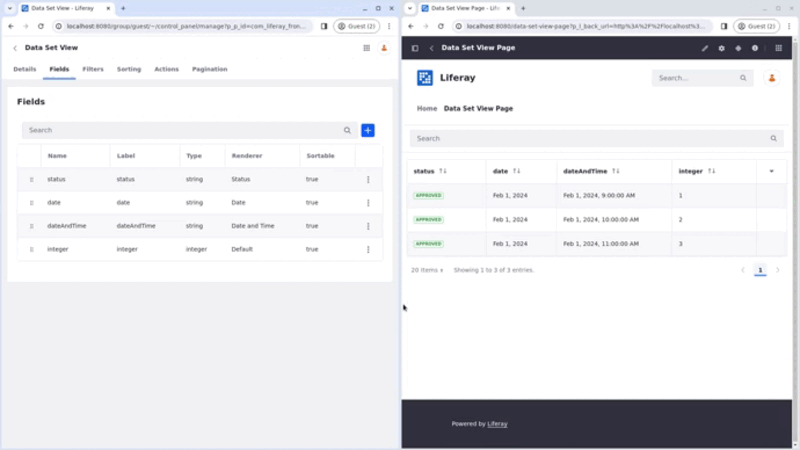 Data Set View - Liferay
localhost:8080/group/guest/~/control_panel/manage?p_p_id=com_liferay_fron...
Guest (2)
Data Set View
Details Fields Filters Sorting Actions Pagination
Fields
Search
Name Label Type Renderer Sortable
status status string Status true
date date string Date true
dateAndTime dateAndTime string Date and Time true
integer integer integer Default true
Data Set View Page - Life
localhost:8080/data-set-view-page?p_l_back_url=http%3A%2F%2Flocalhost%3...
Guest (2)
Data Set View Page
Liferay
Search...
Home Data Set View Page
Search
status date dateAndTime integer
APPROVED Feb 1, 2024 Feb 1, 2024, 9:00:00 AM 1
APPROVED Feb 1, 2024 Feb 1, 2024, 10:00:00 AM 2
APPROVED Feb 1, 2024 Feb 1, 2024, 11:00:00 AM 3
20 items Showing 1 to 3 of 3 entries.
1
Powered by Liferay